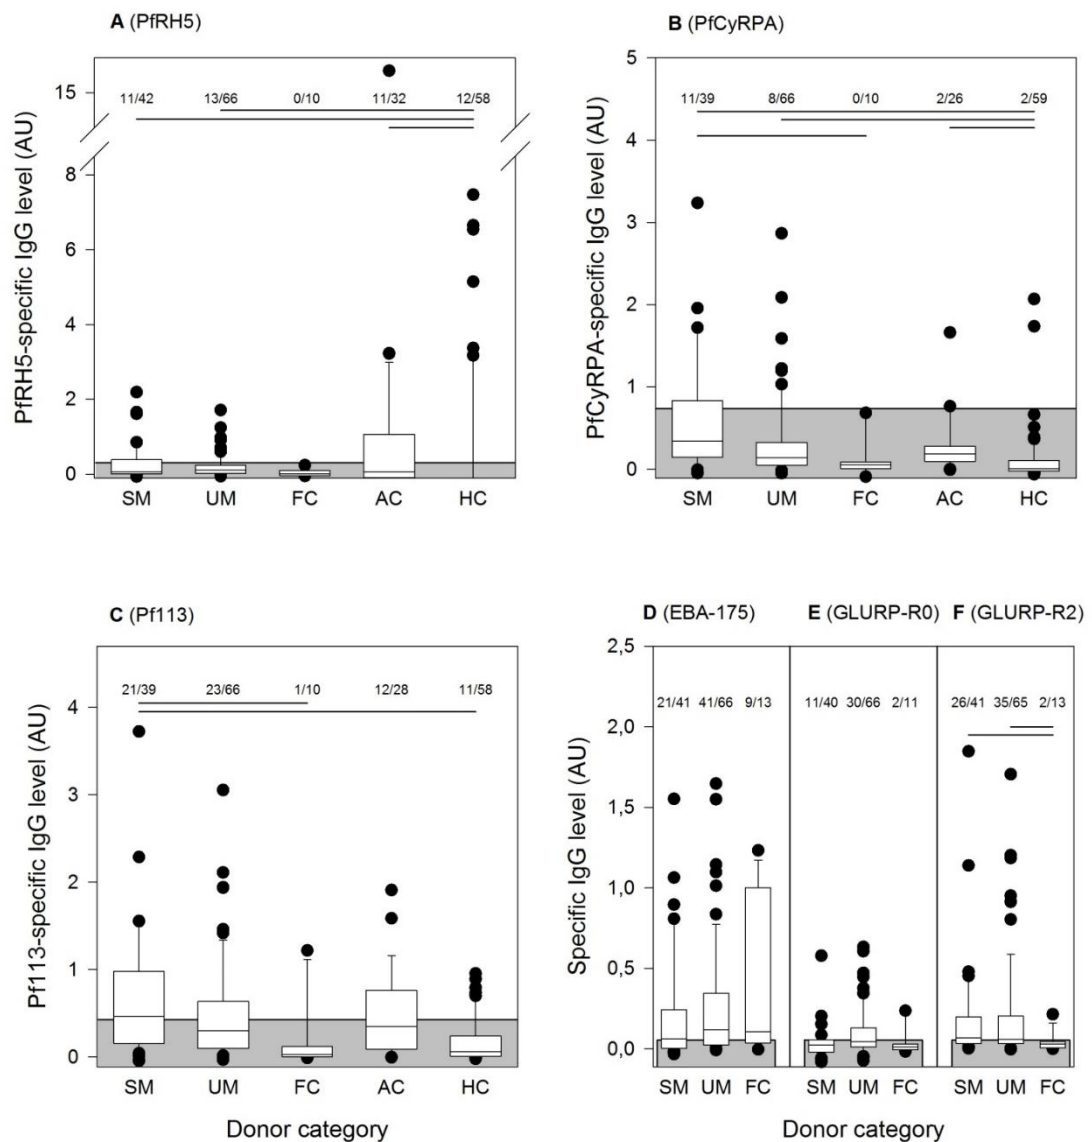 A (PfRH5)
15
11/42 13/66 0/10 11/32 12/58
8
6
4
2
0
PfRH5-specific IgG level (AU)
SM UM FC AC HC
B (PfCyRPA)
5
11/39 8/66 0/10 2/26 2/59
4
3
2
1
0
PfCyRPA-specific IgG level (AU)
SM UM FC AC HC
C (Pf113)
21/39 23/66 1/10 12/28 11/58
4
3
2
1
0
Pf113-specific IgG level (AU)
SM UM FC AC HC
Donor category
D (EBA-175) E (GLURP-R0) F (GLURP-R2)
2,5
21/41 41/66 9/13 11/40 30/66 2/11 26/41 35/65 2/13
2,0
1,5
1,0
0,5
0,0
Specific IgG level (AU)
SM UM FC SM UM FC SM UM FC
Donor category